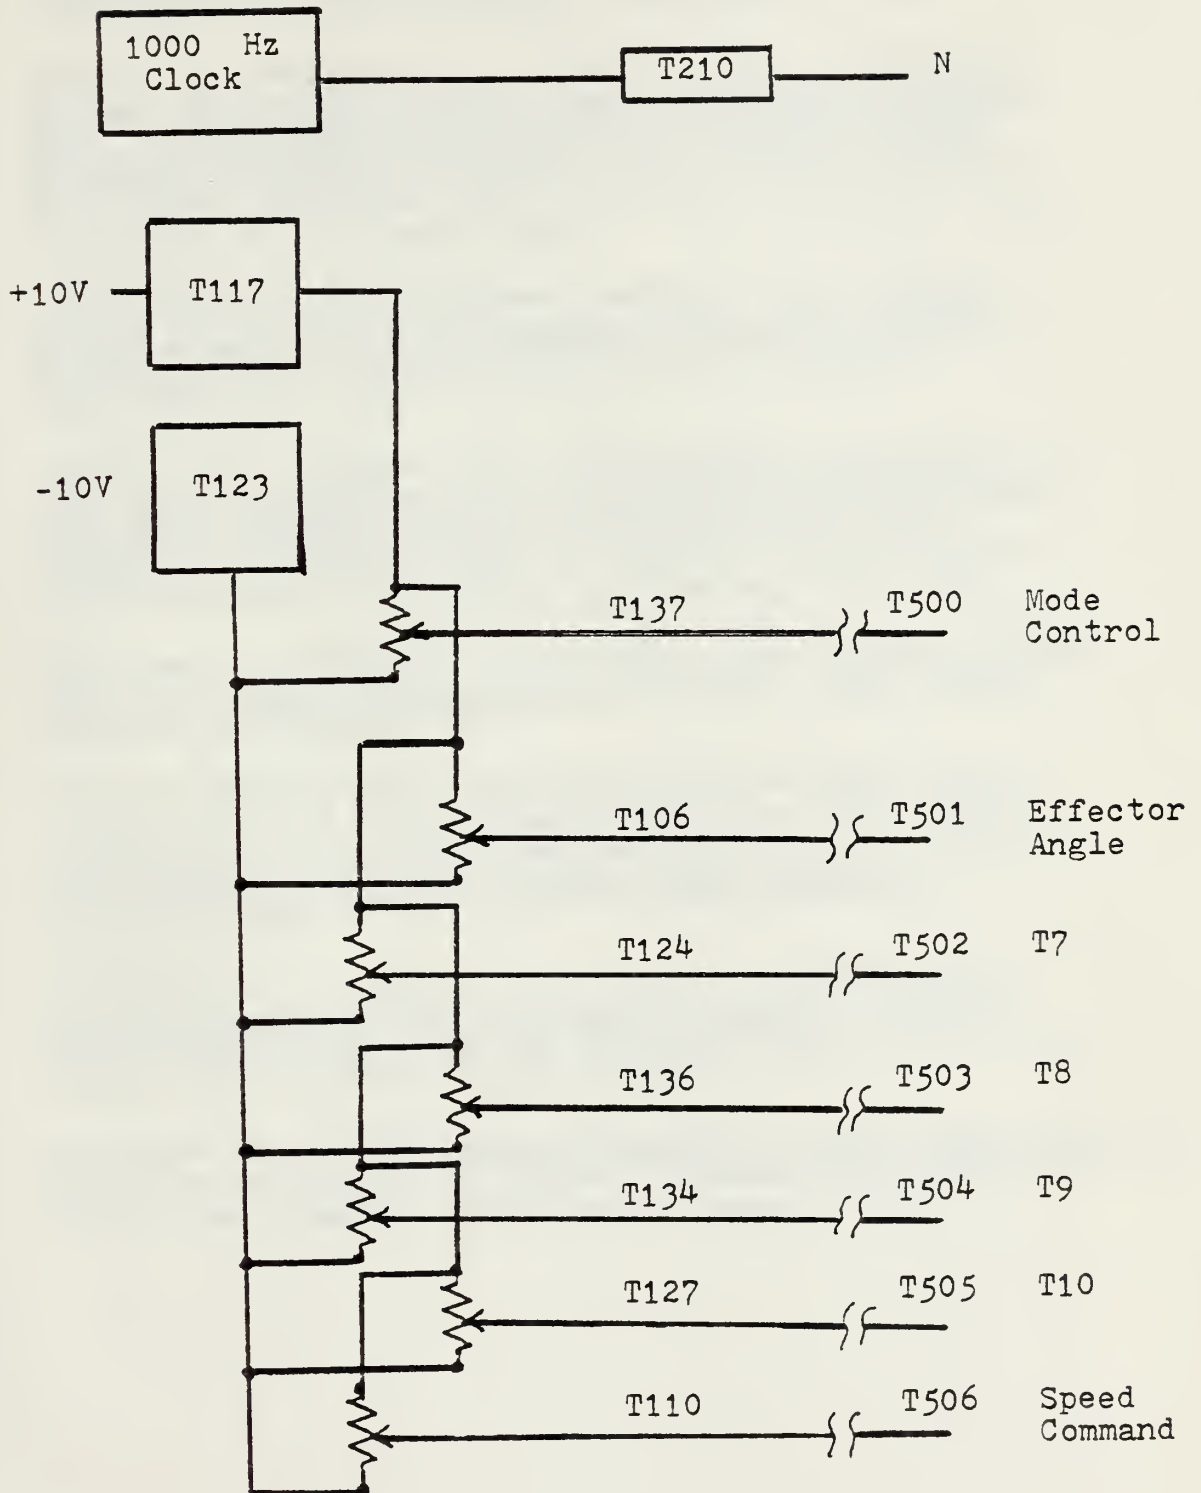 1000 Hz
Clock
T210
N
+10V
T117
-10V
T123
T137
T500
Mode
Control
T106
T501
Effector
Angle
T124
T502
T7
T136
T503
T8
T134
T504
T9
T127
T505
T10
T110
T506
Speed
Command